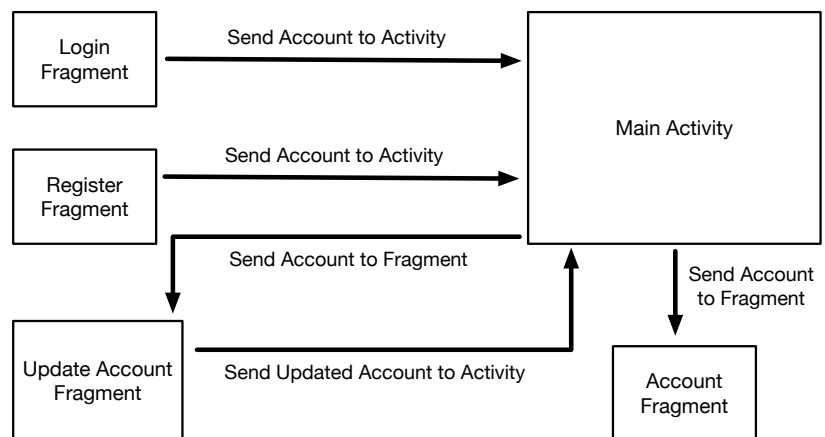 Login
Fragment
Send Account to Activity
Main Activity
Register
Fragment
Send Account to Activity
Send Account to Fragment
Send Account
to Fragment
Update Account
Fragment
Send Updated Account to Activity
Account
Fragment